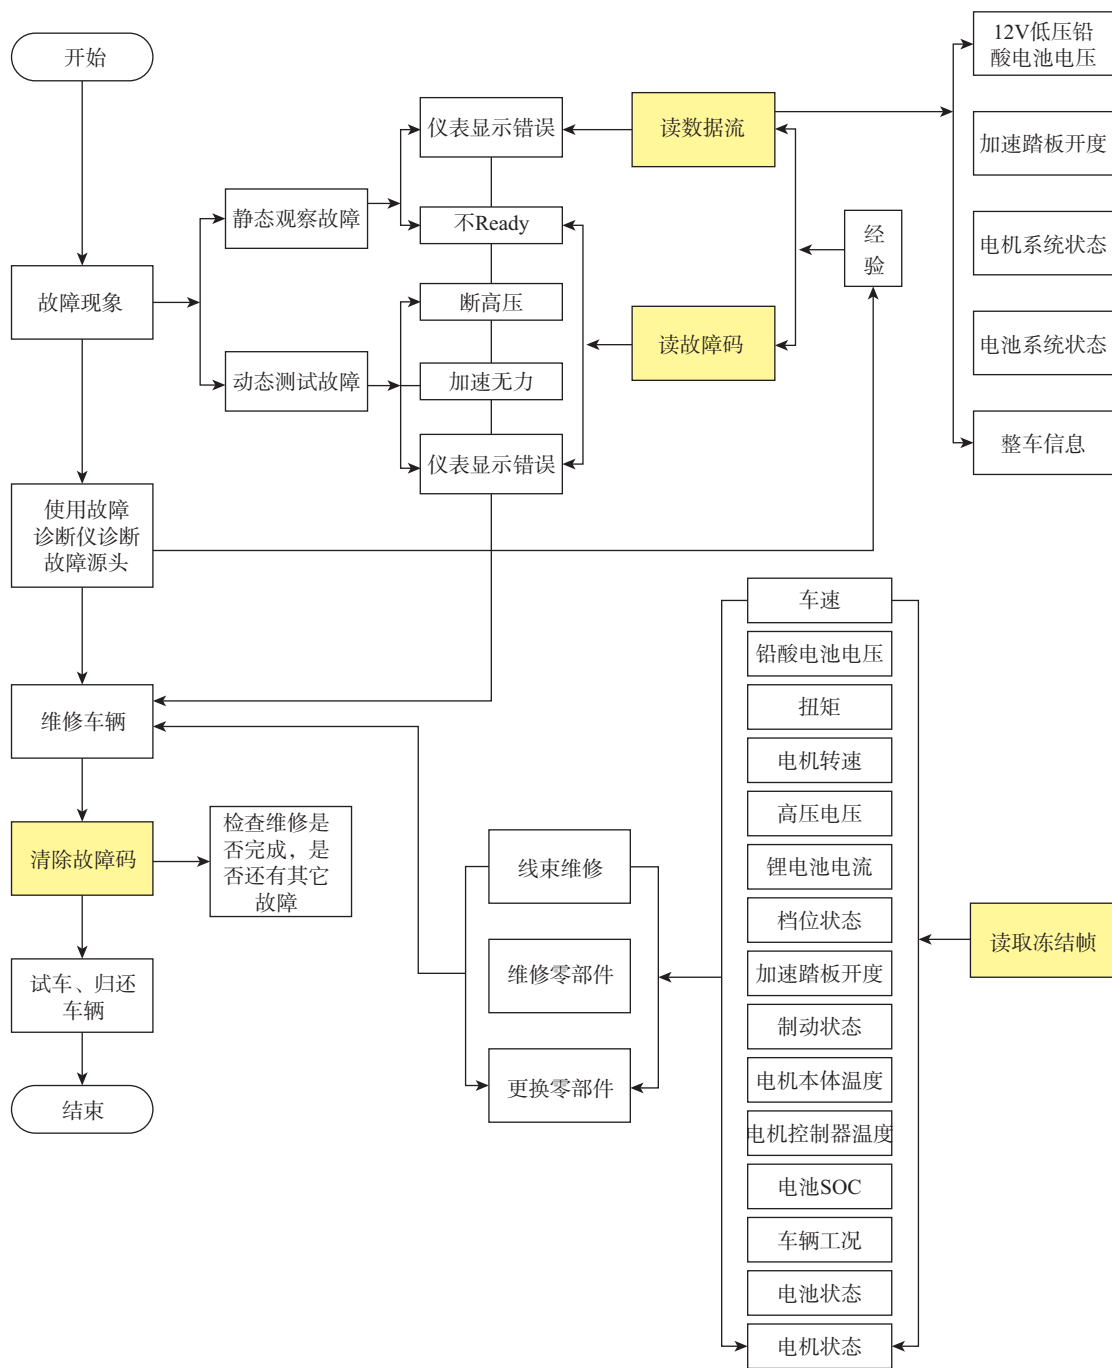 开始
故障现象
使用故障
诊断仪诊断
故障源头
维修车辆
清除故障码
试车、归还
车辆
结束
检查维修是
否完成，是
否还有其它
故障
静态观察故障
动态测试故障
仪表显示错误
不Ready
断高压
加速无力
仪表显示错误
读数据流
读故障码
经
验
12V低压铅
酸电池电压
加速踏板开度
电机系统状态
电池系统状态
整车信息
线束维修
维修零部件
更换零部件
车速
铅酸电池电压
扭矩
电机转速
高压电压
锂电池电流
档位状态
加速踏板开度
制动状态
电机本体温度
电机控制器温度
电池SOC
车辆工况
电池状态
电机状态
读取冻结帧